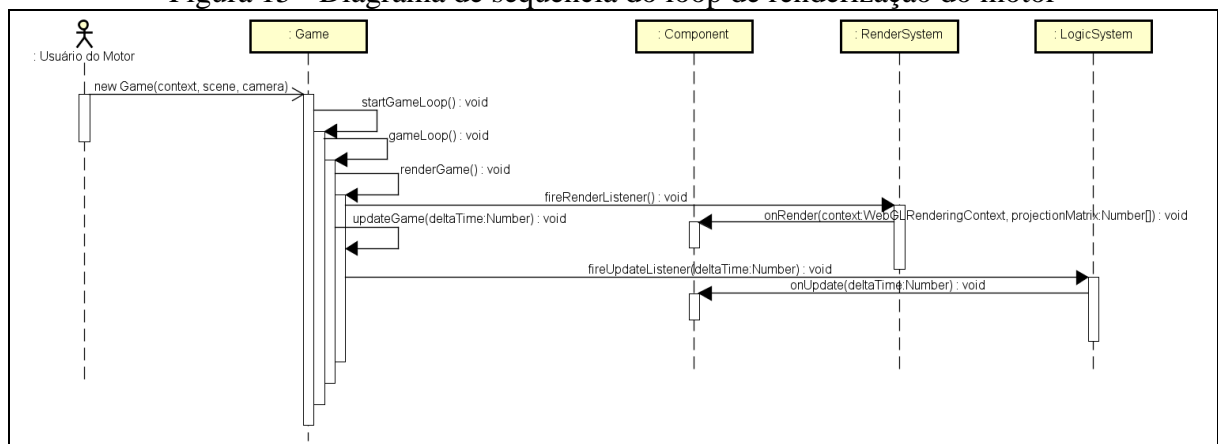 Figura 13 - Diagrama de sequência do loop de renderização do motor
: Usuário do Motor
: Game
: Component
: RenderSystem
: LogicSystem
new Game(context, scene, camera)
startGameLoop() : void
gameLoop() : void
renderGame() : void
fireRenderListener() : void
onRender(context:WebGLRenderingContext, projectionMatrix:Number[]) : void
updateGame(deltaTime:Number) : void
fireUpdateListener(deltaTime:Number) : void
onUpdate(deltaTime:Number) : void